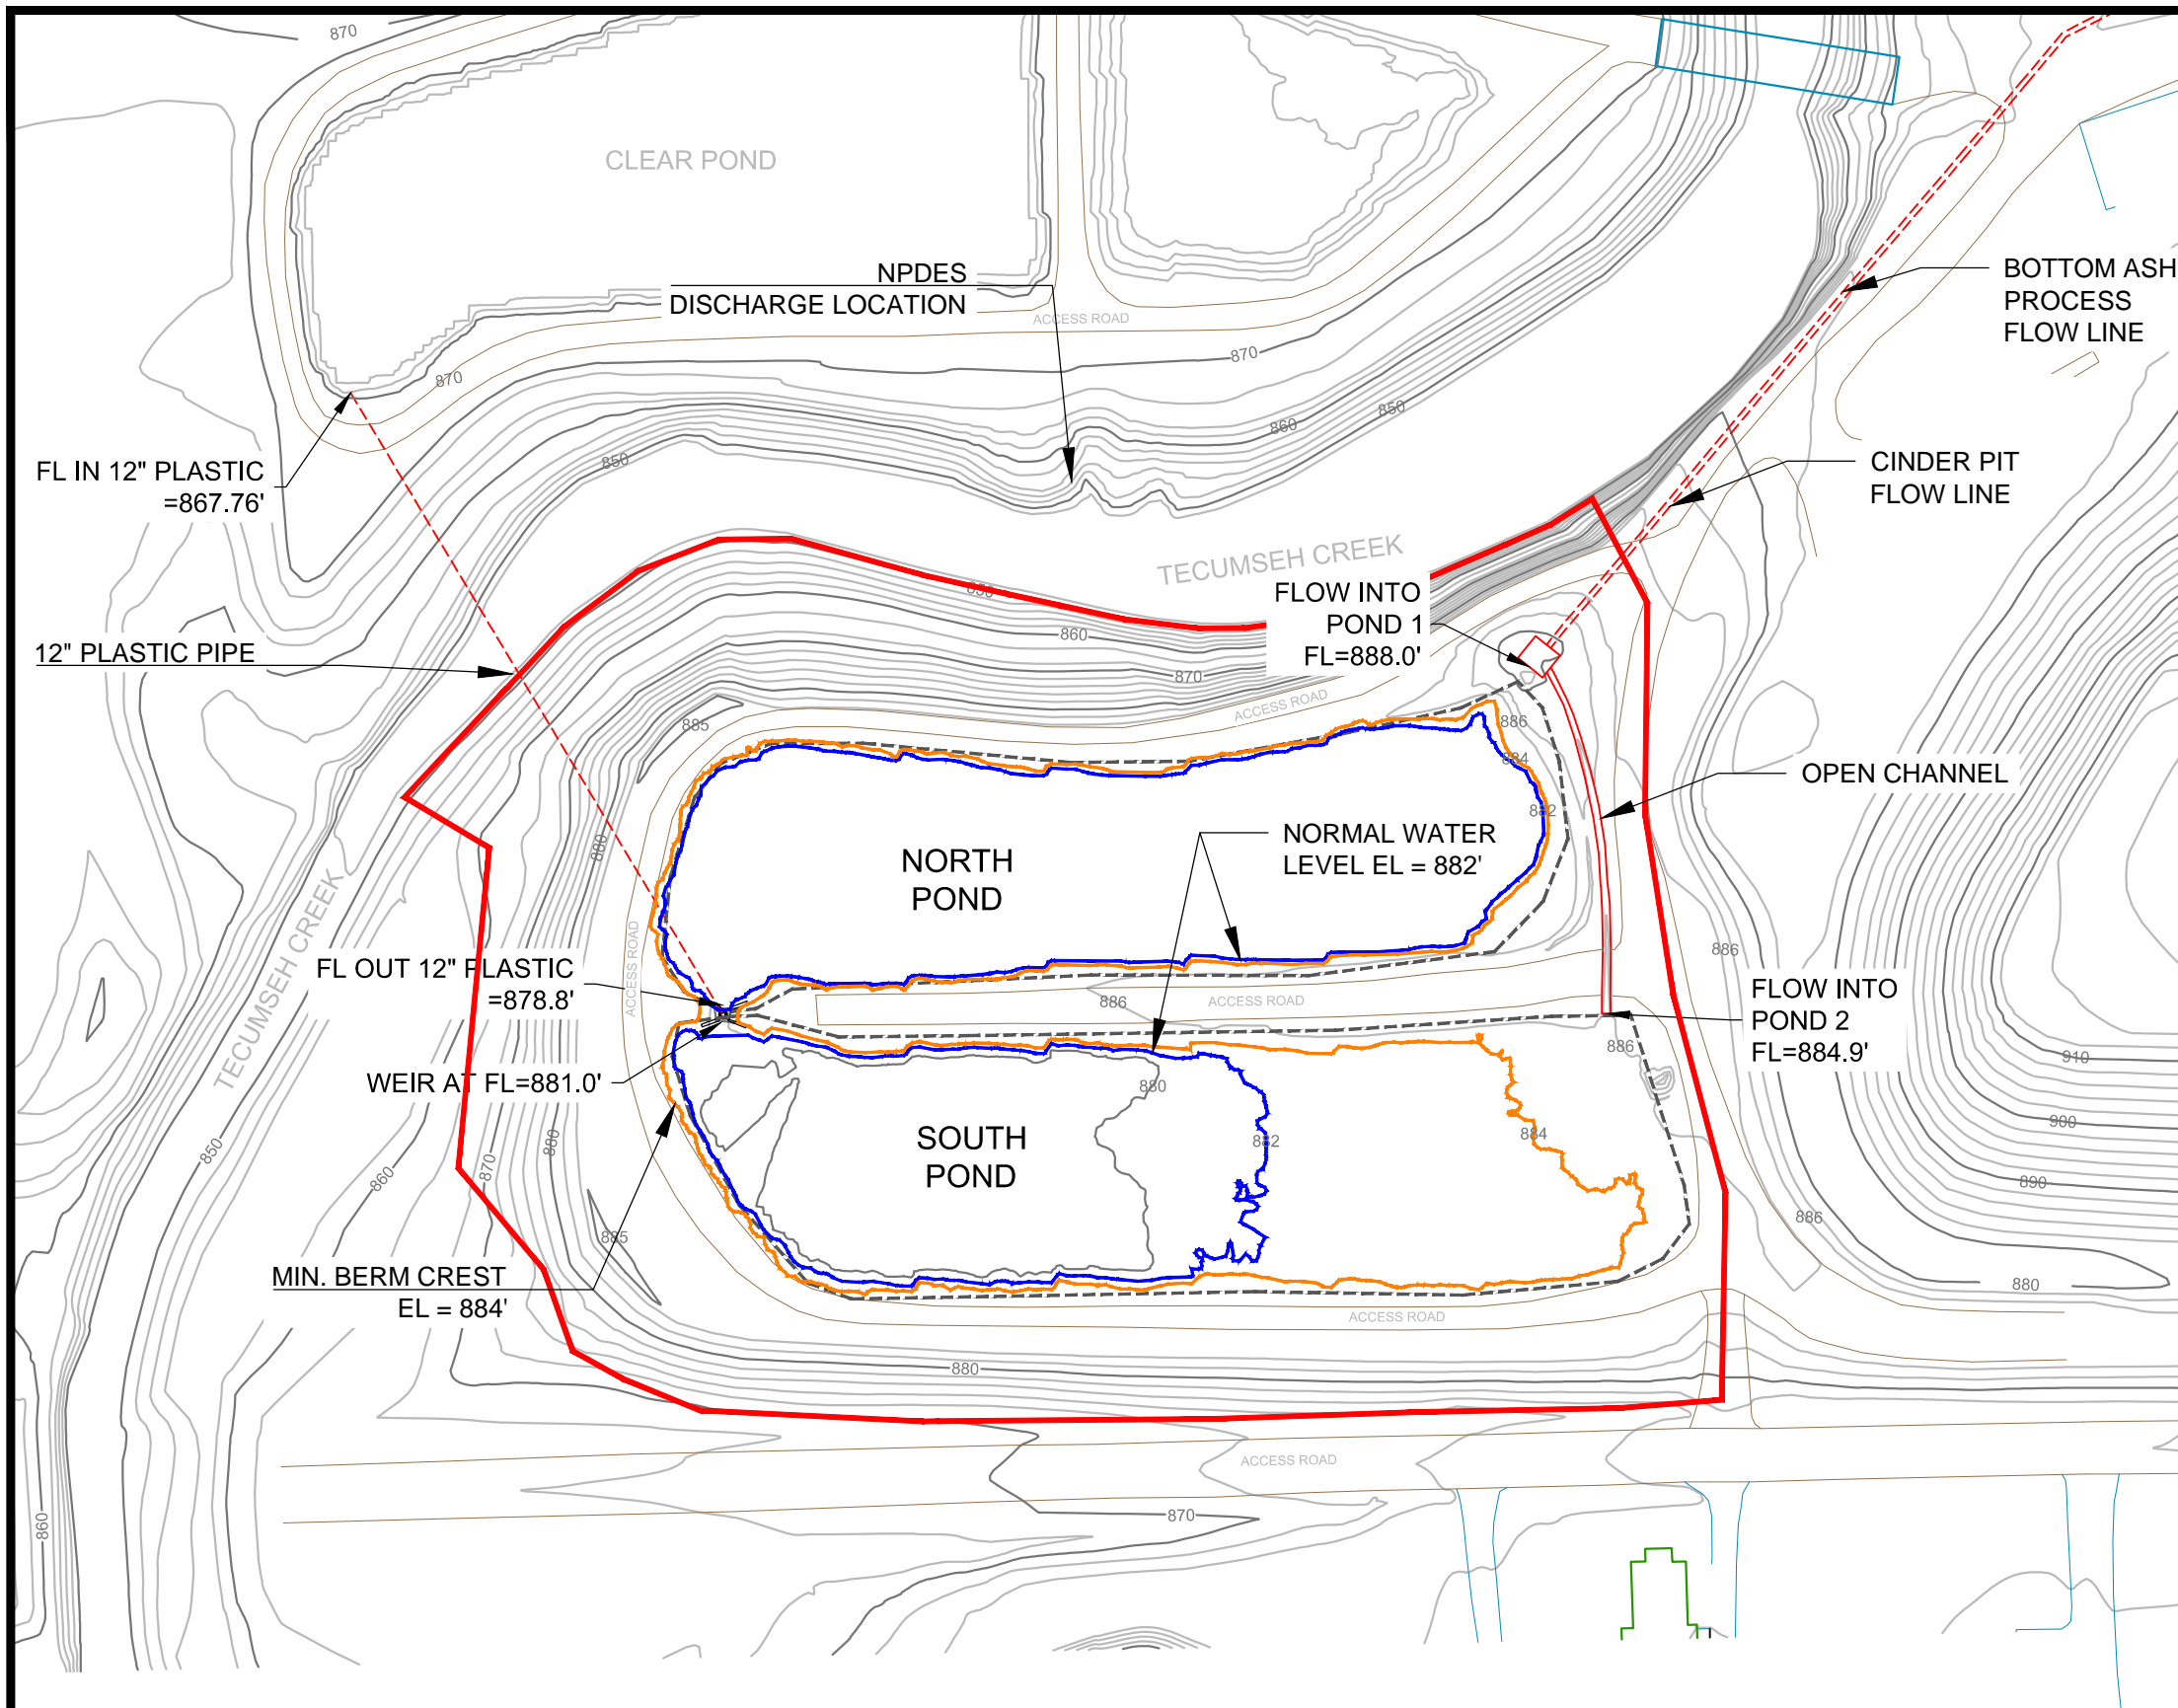 870
CLEAR POND
NPDES
DISCHARGE LOCATION
ACCESS ROAD
BOTTOM ASH
PROCESS
FLOW LINE
870
870
850
860
850
FL IN 12" PLASTIC
=867.76'
CINDER PIT
FLOW LINE
TECUMSEH CREEK
850
FLOW INTO
POND 1
FL=888.0'
860
12" PLASTIC PIPE
870
ACCESS ROAD
885
886
884
OPEN CHANNEL
882
880
NORMAL WATER
LEVEL EL = 882'
NORTH
POND
TECUMSEH CREEK
ACCESS ROAD
FL OUT 12" PLASTIC
=878.8'
886
ACCESS ROAD
886
FLOW INTO
POND 2
FL=884.9'
886
WEIR AT FL=881.0'
880
910
900
SOUTH
POND
882
884
850
860
870
880
890
886
885
MIN. BERM CREST
EL = 884'
880
ACCESS ROAD
880
ACCESS ROAD
870
860